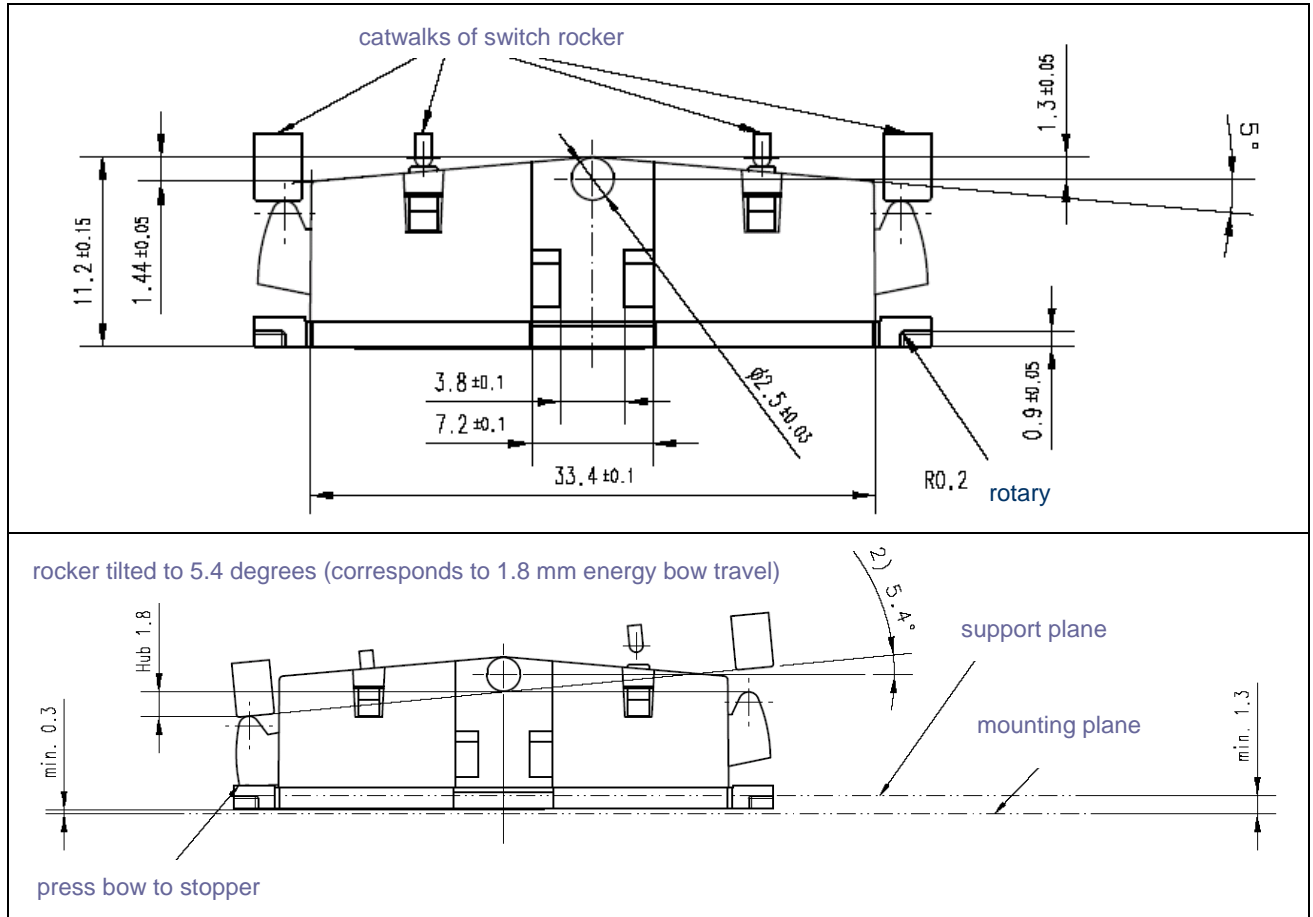 catwalks of switch rocker
1.3 ±0.05
5°
11.2 ±0.15
1.44 ±0.05
3.8 ±0.1
7.2 ±0.1
33.4 ±0.1
Ø2.5 ±0.03
0.9 ±0.05
R0.2 rotary
rocker tilted to 5.4 degrees (corresponds to 1.8 mm energy bow travel)
2) 5.4°
Hub 1.8
support plane
mounting plane
min. 0.3
min. 1.3
press bow to stopper